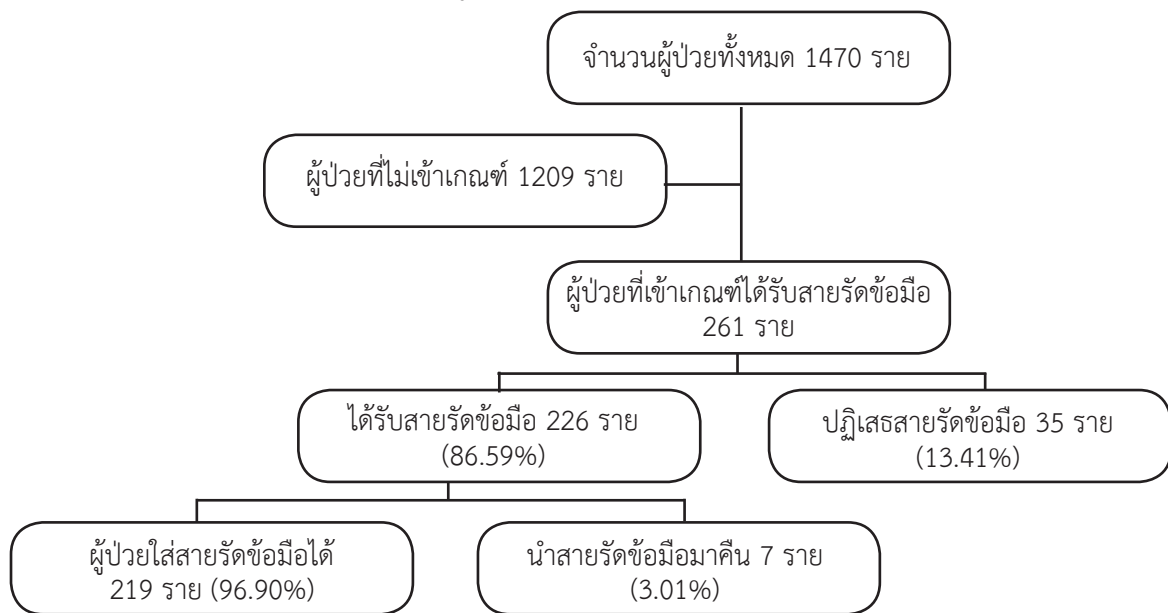 จำนวนผู้ป่วยทั้งหมด 1470 ราย
ผู้ป่วยที่ไม่เข้าเกณฑ์ 1209 ราย
ผู้ป่วยที่เข้าเกณฑ์ได้รับสายรัดข้อมือ
261 ราย
ได้รับสายรัดข้อมือ 226 ราย
(86.59%)
ปฏิเสธสายรัดข้อมือ 35 ราย
(13.41%)
ผู้ป่วยใส่สายรัดข้อมือได้
219 ราย (96.90%)
นำสายรัดข้อมือมาคืน 7 ราย
(3.01%)